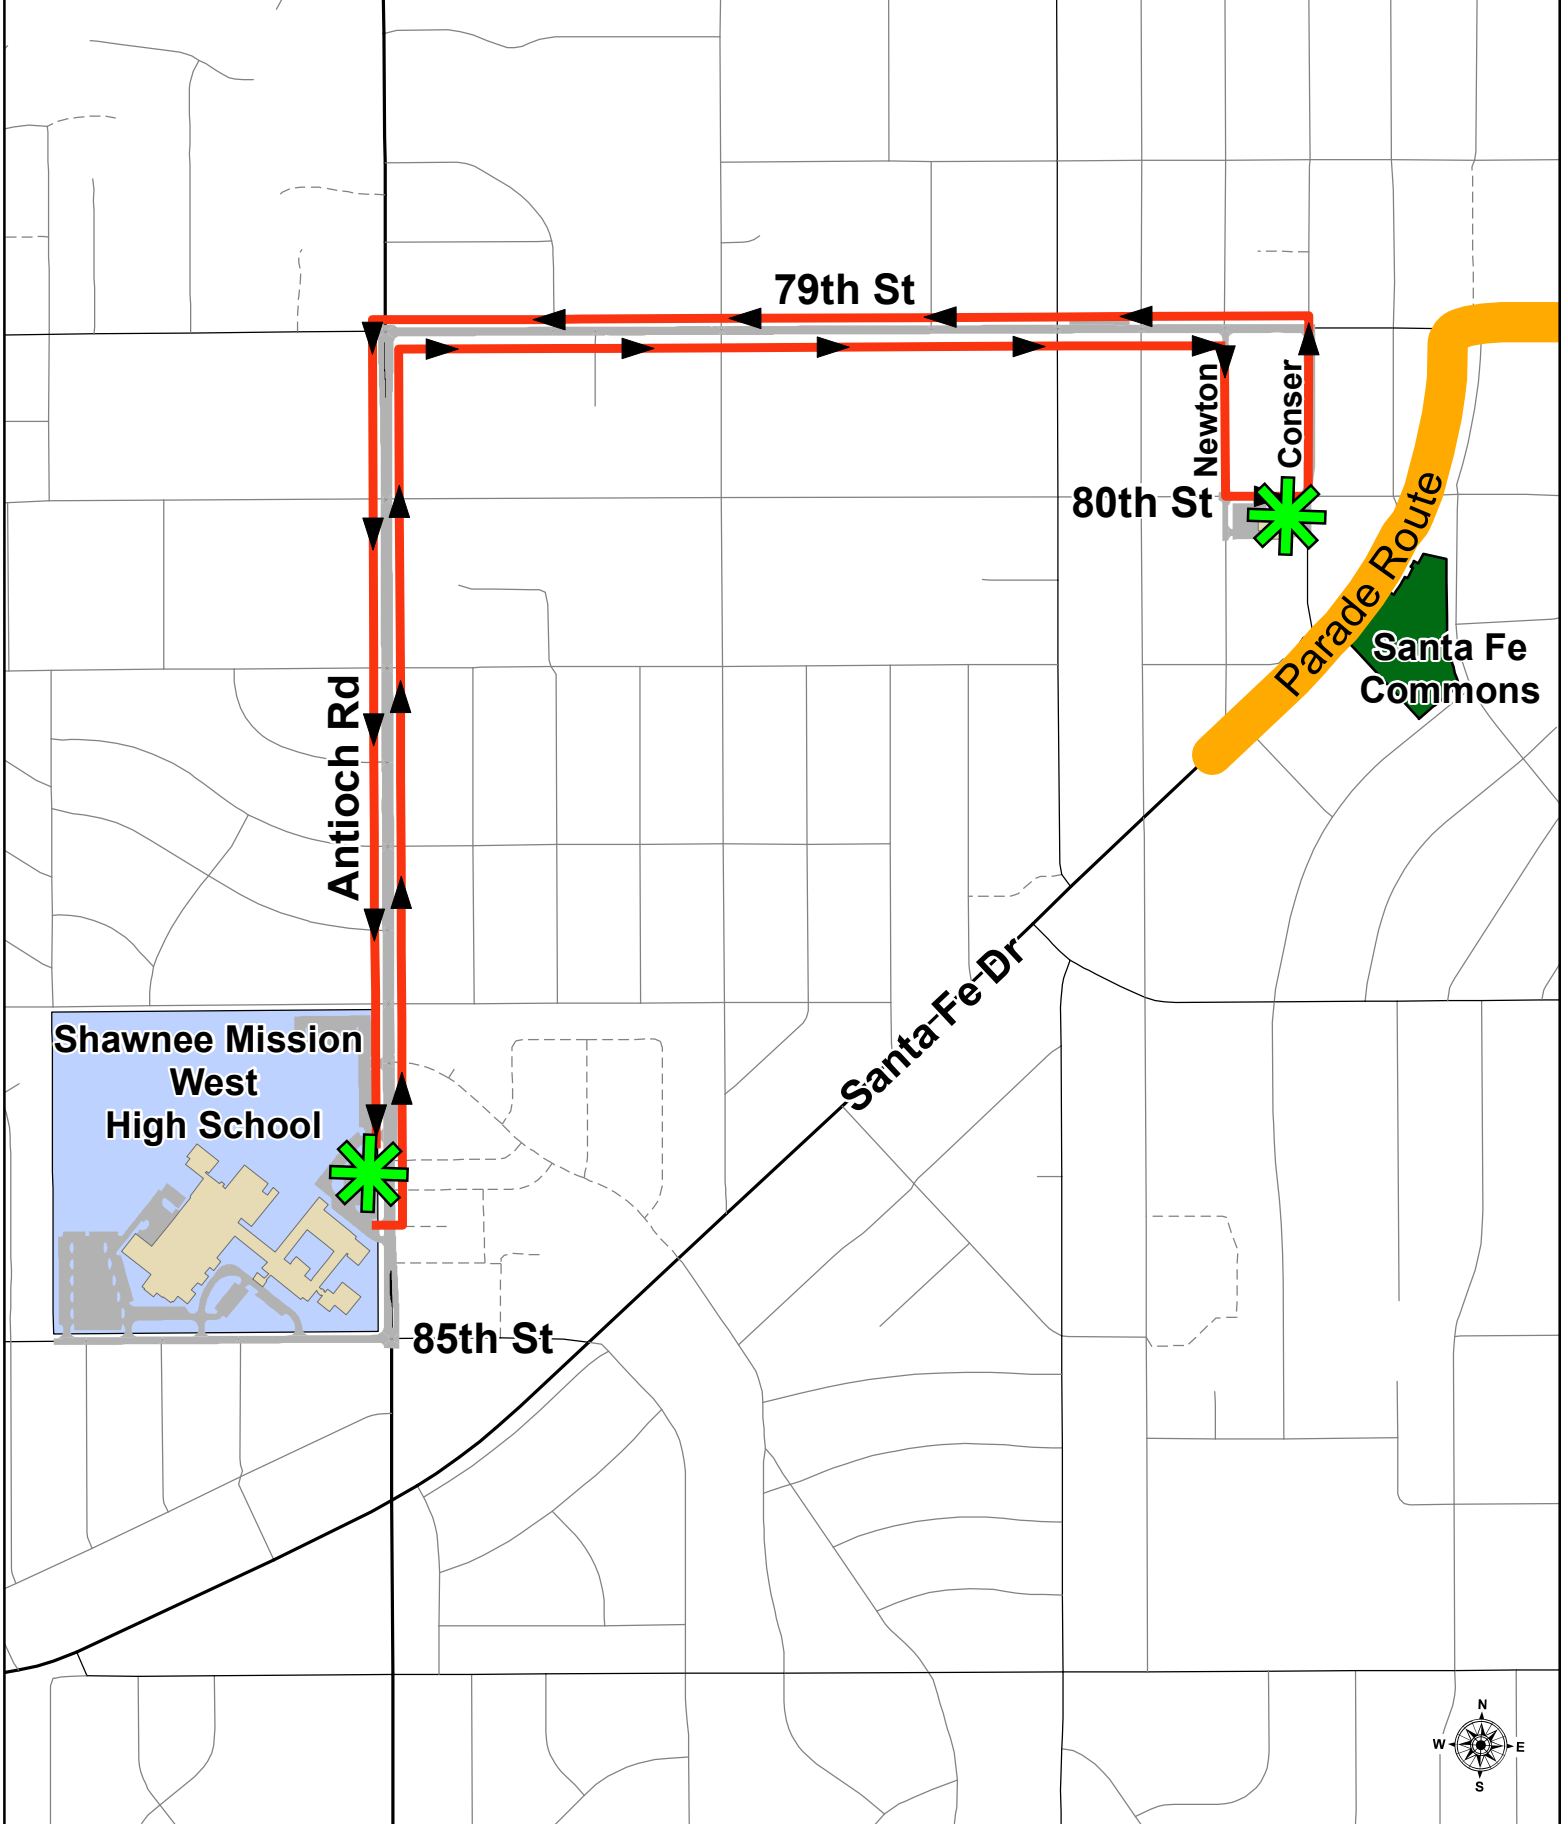 79th St
Newton
Conser
80th St
Parade Route
Santa Fe
Commons
Antioch Rd
Santa Fe Dr
Shawnee Mission
West
High School
85th St
N
W
E
S